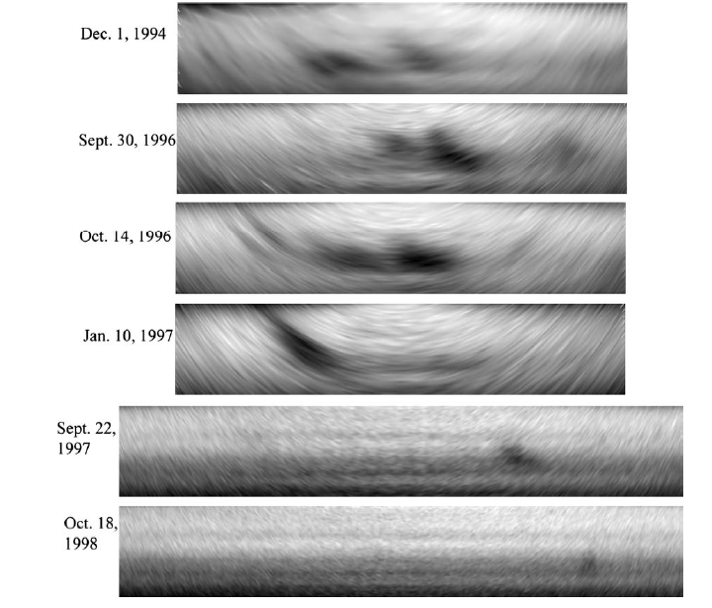 Dec. 1, 1994
Sept. 30, 1996
Oct. 14, 1996
Jan. 10, 1997
Sept. 22,
1997
Oct. 18,
1998